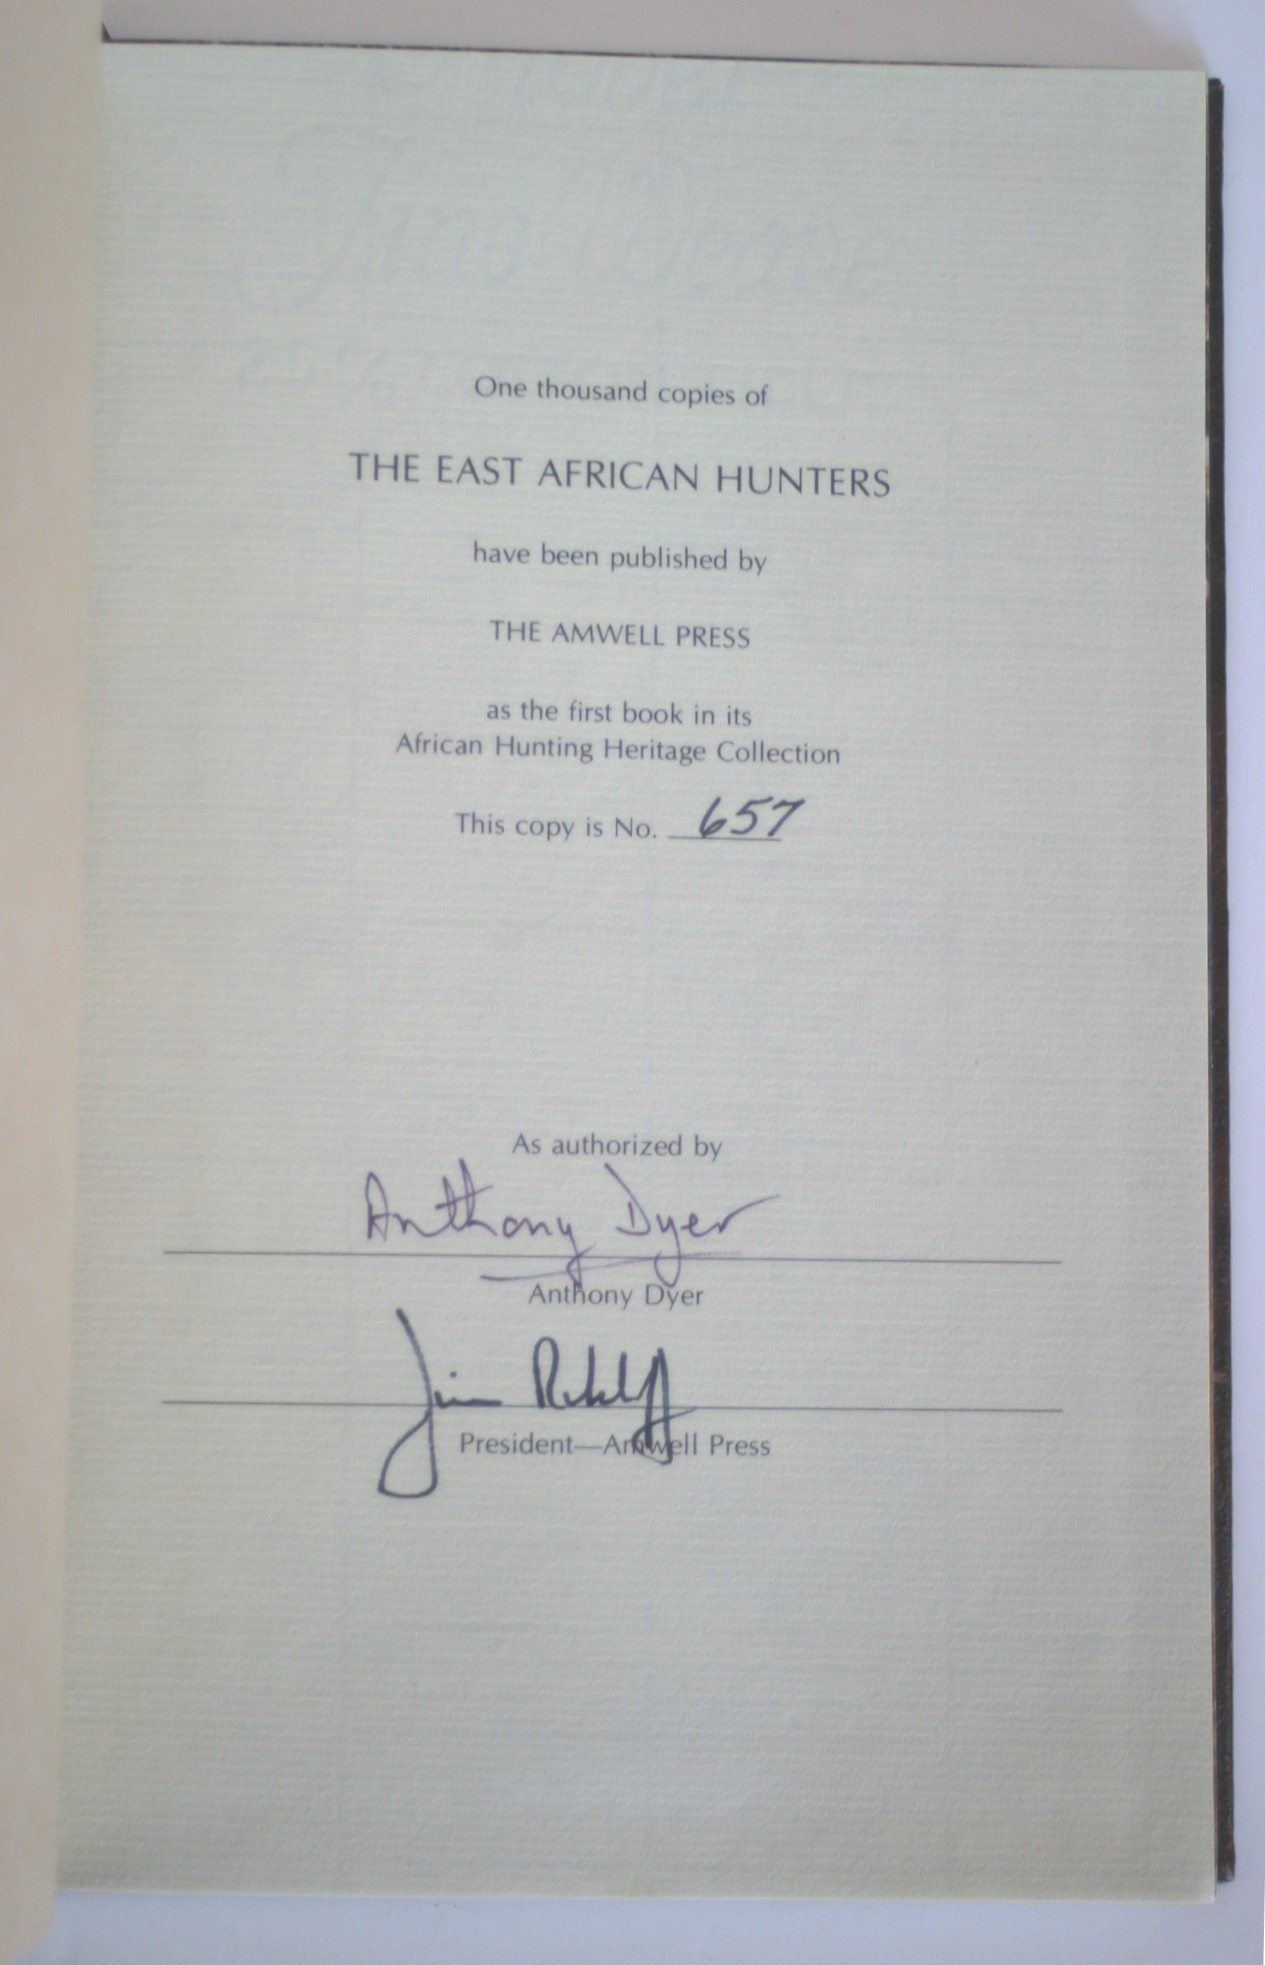 One thousand copies of
THE EAST AFRICAN HUNTERS
have been published by
THE AMWELL PRESS
as the first book in its
African Hunting Heritage Collection
This copy is No. 657
As authorized by
Anthony Dyer
Anthony Dyer
Jim
President—Amwell Press